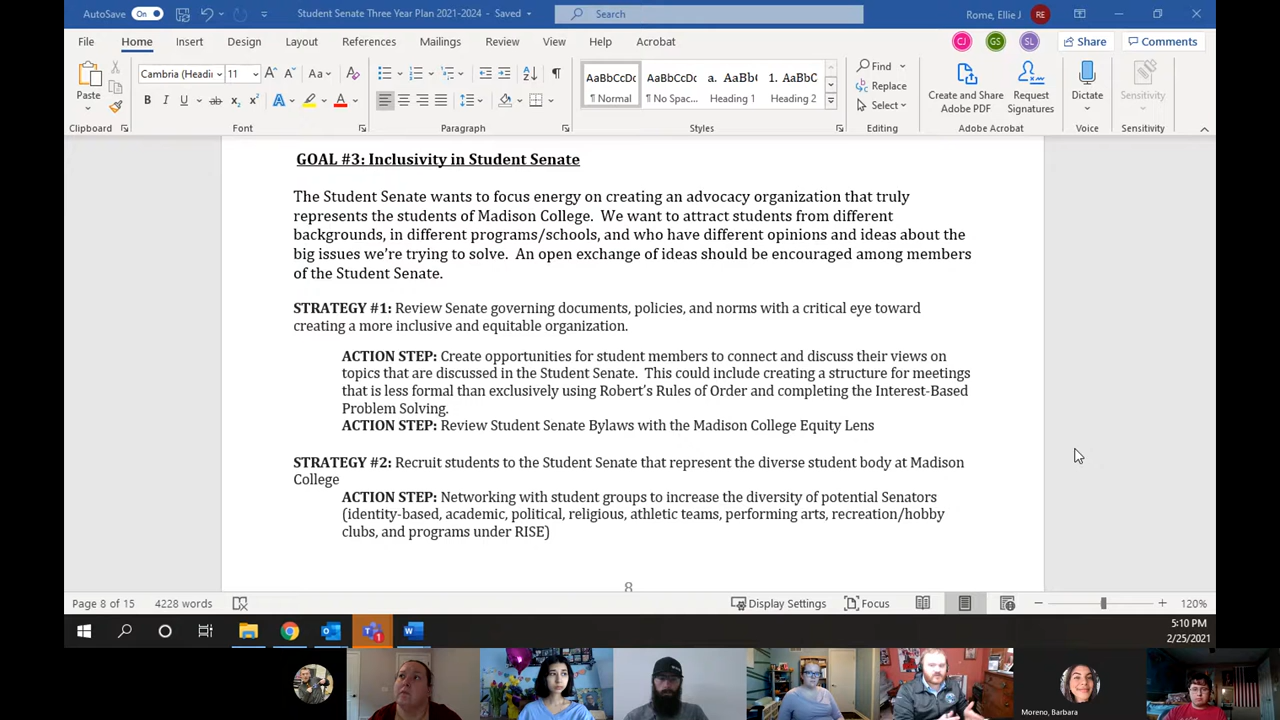 AutoSave On Student Senate Three Year Plan 2021-2024 - Saved Search Rome, Ellie J RE
File Home Insert Design Layout References Mailings Review View Help Acrobat CJ GS SL Share Comments
Cambria (Headi 11 Aa AaBbCcDc AaBbCcDc a. AaBb 1. AaBbC Find
Paste B I U ab x₂ x² A A ¶ Normal ¶ No Spac... Heading 1 Heading 2 Replace Select Create and Share Adobe PDF Request Signatures Dictate Sensitivity
Clipboard Font Paragraph Styles Editing Adobe Acrobat Voice Sensitivity
GOAL #3: Inclusivity in Student Senate
The Student Senate wants to focus energy on creating an advocacy organization that truly
represents the students of Madison College. We want to attract students from different
backgrounds, in different programs/schools, and who have different opinions and ideas about the
big issues we're trying to solve. An open exchange of ideas should be encouraged among members
of the Student Senate.
STRATEGY #1: Review Senate governing documents, policies, and norms with a critical eye toward
creating a more inclusive and equitable organization.
ACTION STEP: Create opportunities for student members to connect and discuss their views on
topics that are discussed in the Student Senate. This could include creating a structure for meetings
that is less formal than exclusively using Robert's Rules of Order and completing the Interest-Based
Problem Solving.
ACTION STEP: Review Student Senate Bylaws with the Madison College Equity Lens
STRATEGY #2: Recruit students to the Student Senate that represent the diverse student body at Madison
College
ACTION STEP: Networking with student groups to increase the diversity of potential Senators
(identity-based, academic, political, religious, athletic teams, performing arts, recreation/hobby
clubs, and programs under RISE)
8
Page 8 of 15 4228 words Display Settings Focus 120%
5:10 PM
2/25/2021
Moreno, Barbara